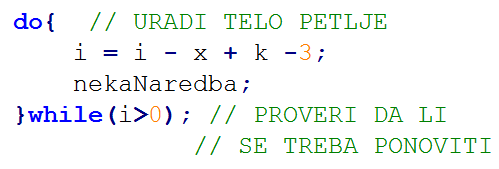 do{  // URADI TELO PETLJE
    i = i - x + k -3;
    nekaNaredba;
}while(i>0); // PROVERI DA LI
            // SE TREBA PONOVITI